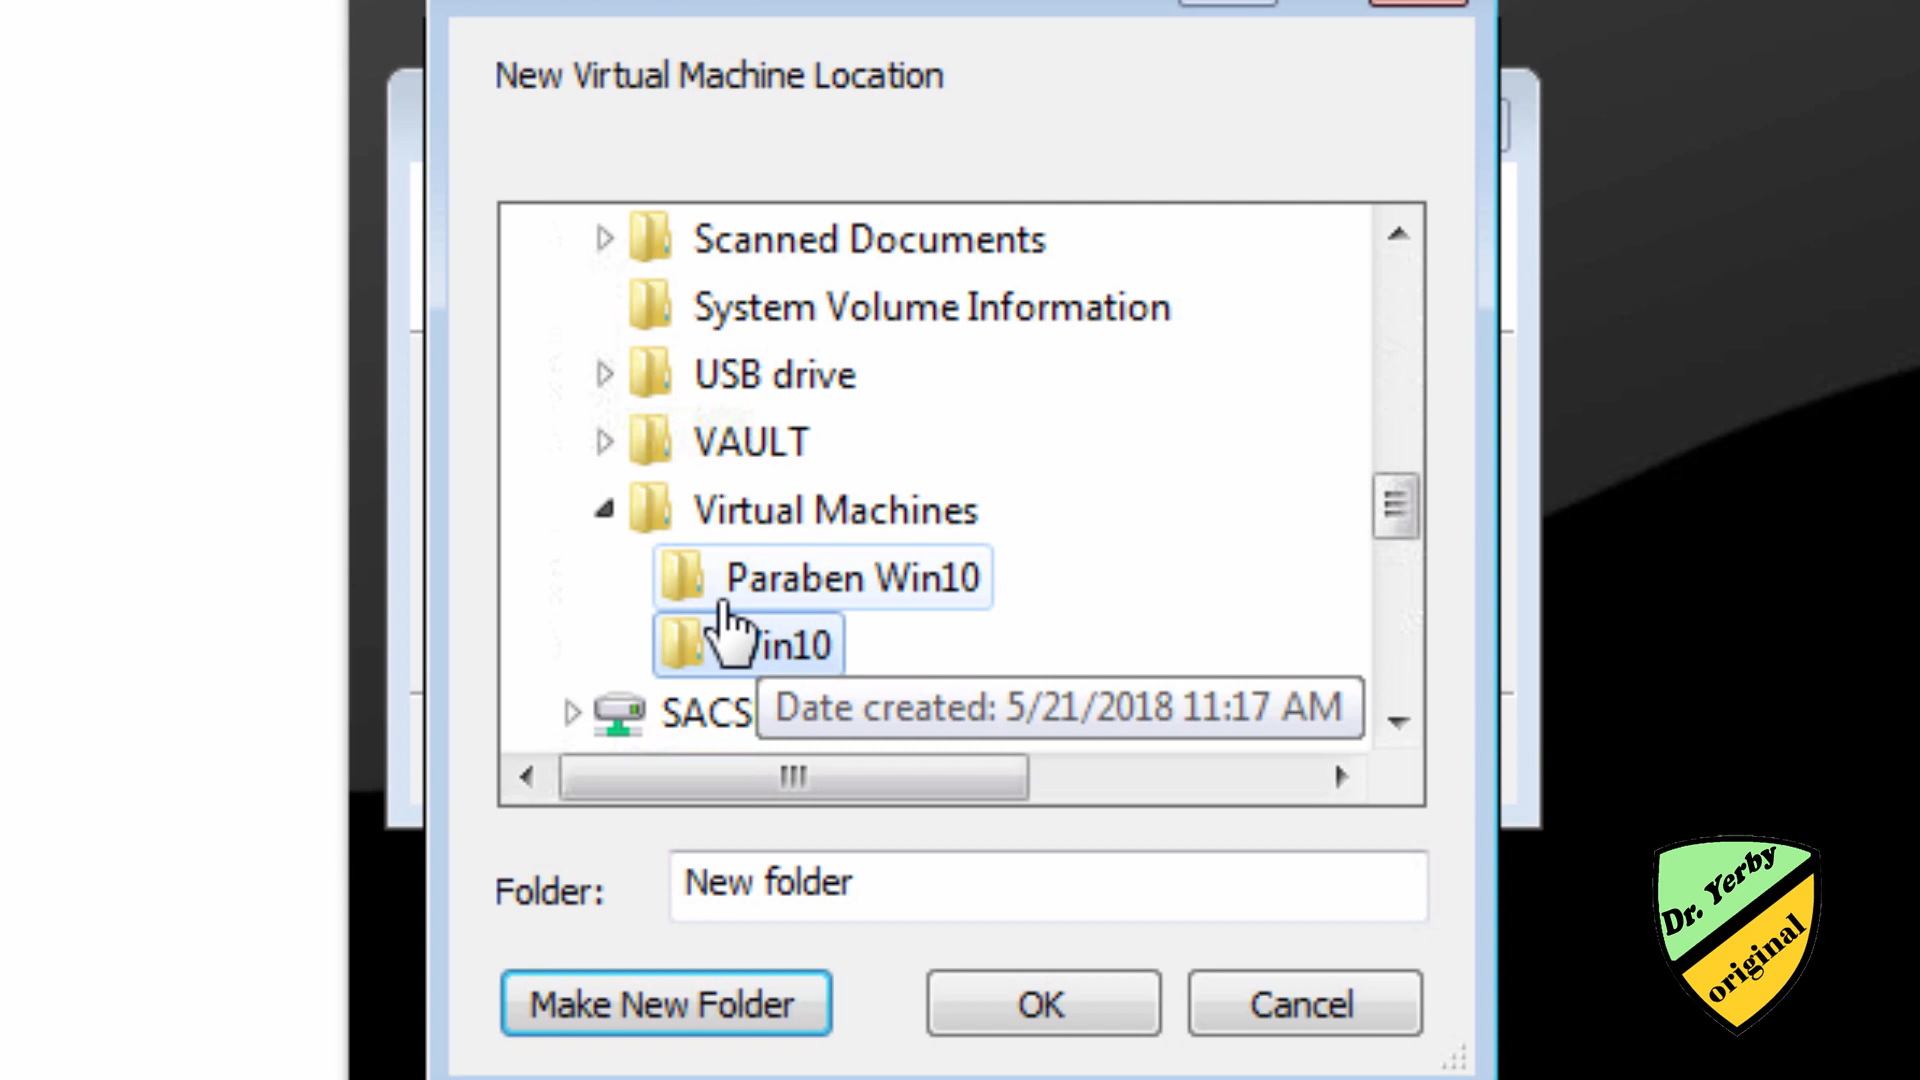 New Virtual Machine Location
Scanned Documents
System Volume Information
USB drive
VAULT
Virtual Machines
Paraben Win10
in10
SACS
Date created: 5/21/2018 11:17 AM
Folder:
New folder
Make New Folder
OK
Cancel
Dr. Yerby
original